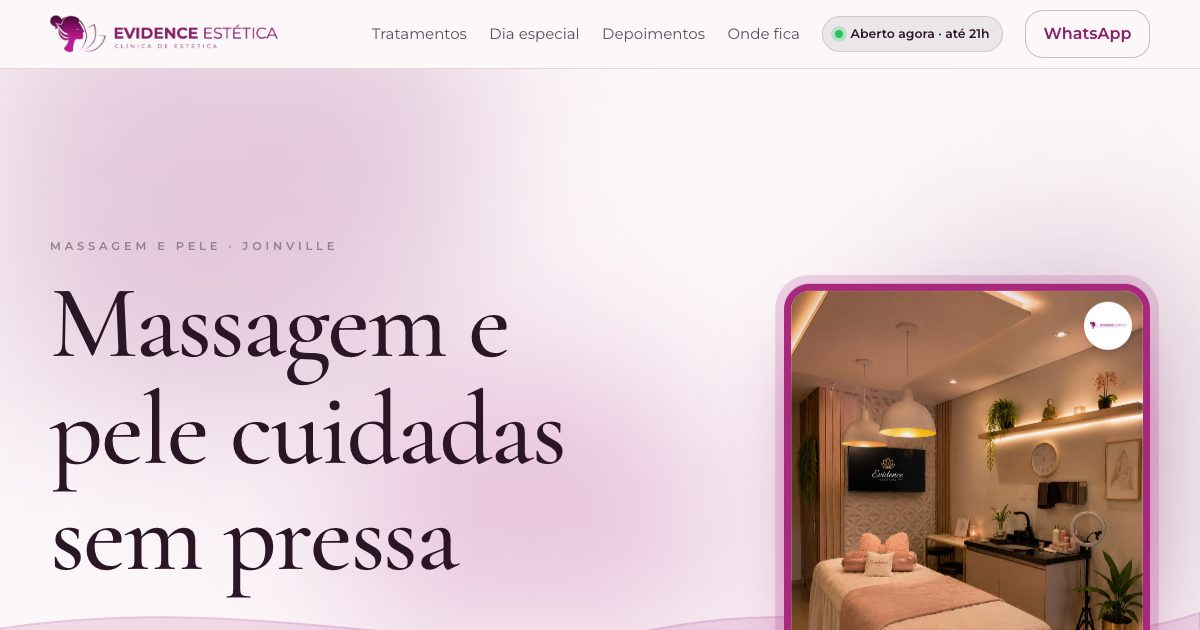 EVIDENCE ESTÉTICA
CLÍNICA DE ESTÉTICA
Tratamentos
Dia especial
Depoimentos
Onde fica
Aberto agora · até 21h
WhatsApp
MASSAGEM E PELE · JOINVILLE
Massagem e
pele cuidadas
sem pressa
Evidence